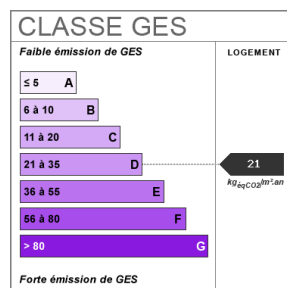 CLASSE GES
Faible émission de GES
LOGEMENT
≤ 5 A
6 à 10 B
11 à 20 C
21 à 35 D
21
kgéqCO2/m².an
36 à 55 E
56 à 80 F
> 80 G
Forte émission de GES